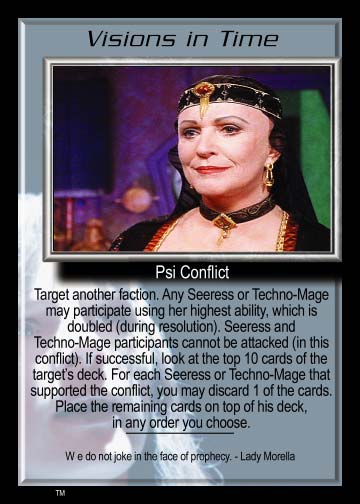 Visions in Time
Psi Conflict
Target another faction. Any Seeress or Techno-Mage
may participate using her highest ability, which is
doubled (during resolution). Seeress and
Techno-Mage participants cannot be attacked (in this
conflict). If successful, look at the top 10 cards of the
target's deck. For each Seeress or Techno-Mage that
supported the conflict, you may discard 1 of the cards.
Place the remaining cards on top of his deck,
in any order you choose.
W e do not joke in the face of prophecy. - Lady Morella
™